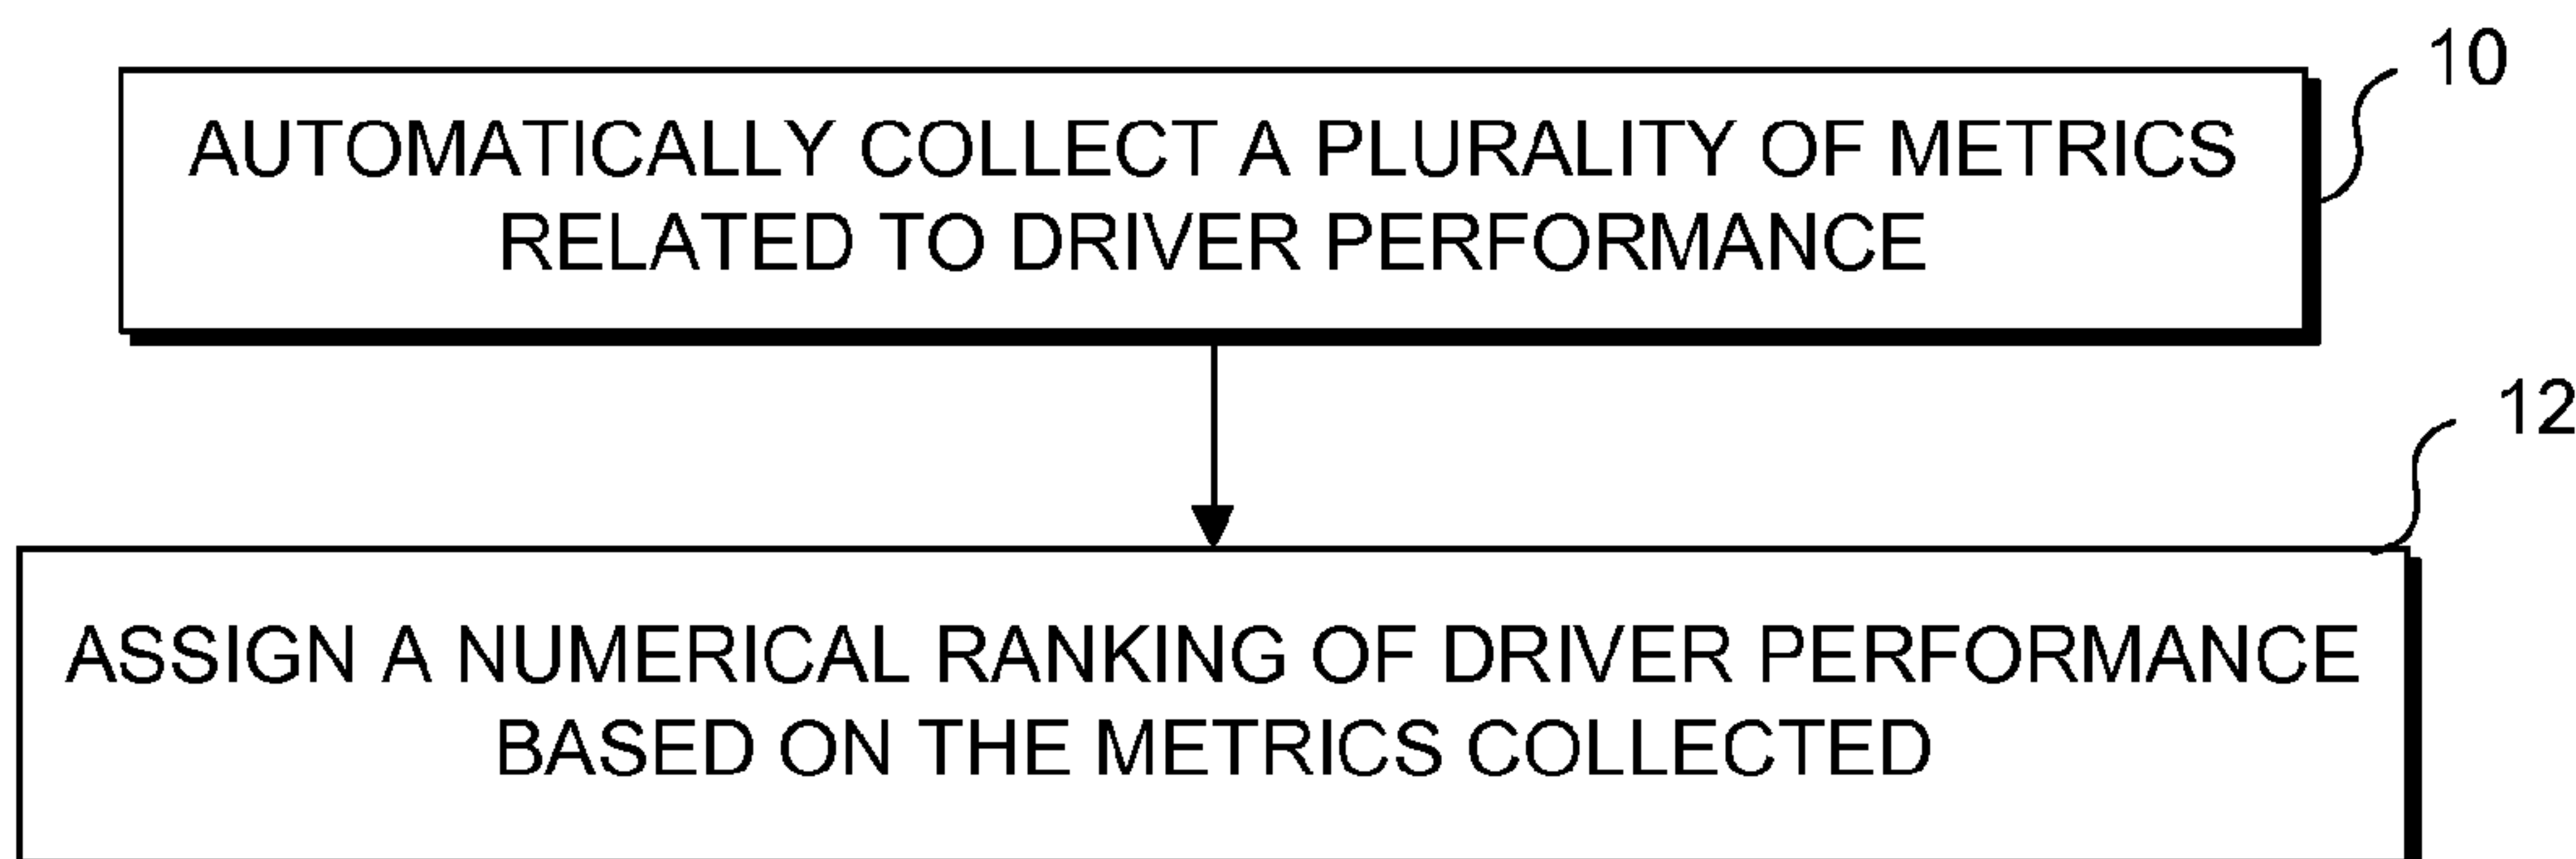 10
AUTOMATICALLY COLLECT A PLURALITY OF METRICS
RELATED TO DRIVER PERFORMANCE
12
ASSIGN A NUMERICAL RANKING OF DRIVER PERFORMANCE
BASED ON THE METRICS COLLECTED